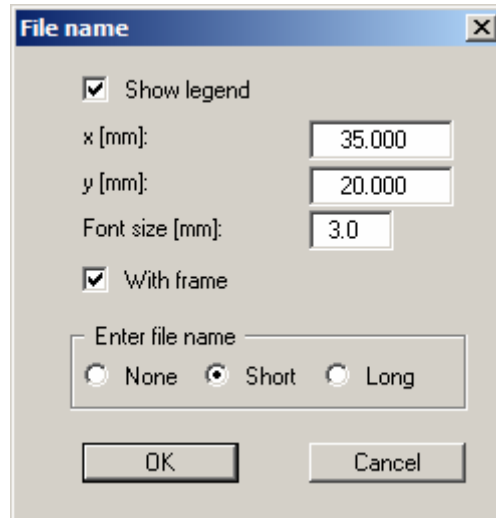 File name
Show legend
x [mm]: 35.000
y [mm]: 20.000
Font size [mm]: 3.0
With frame
Enter file name
None Short Long
OK Cancel